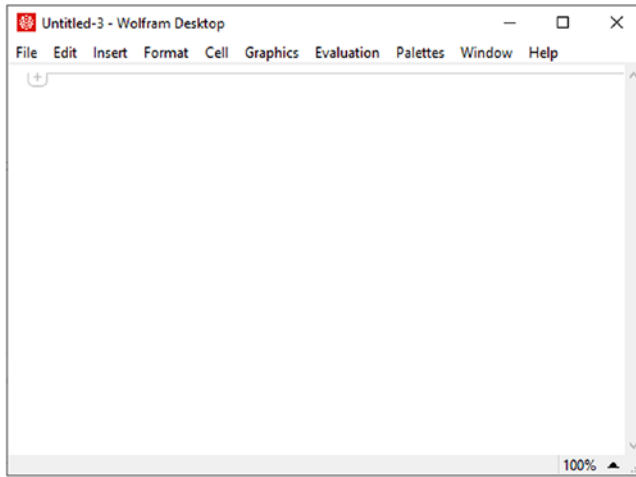 Untitled-3 - Wolfram Desktop
File Edit Insert Format Cell Graphics Evaluation Palettes Window Help
100%